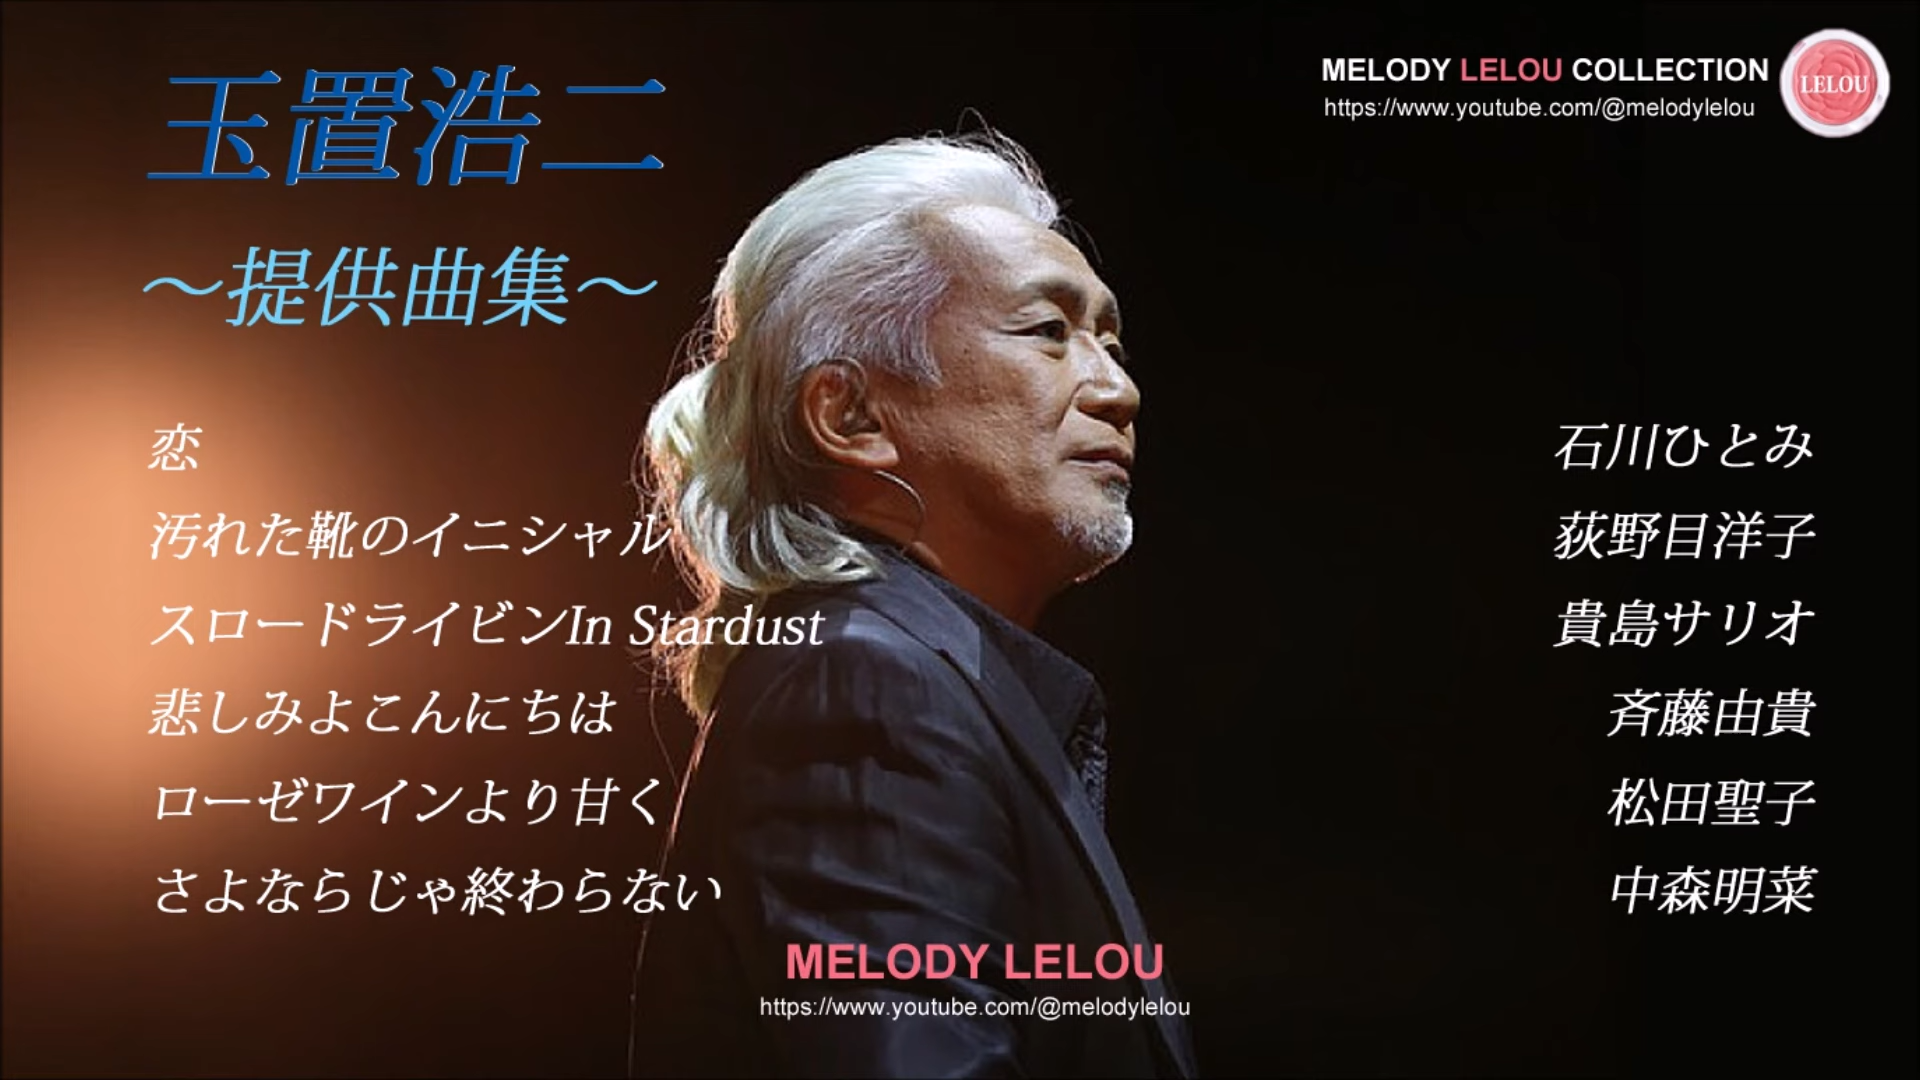 玉置浩二
～提供曲集～
MELODY LELOU COLLECTION
https://www.youtube.com/@melodylelou
LELOU
恋 石川ひとみ
汚れた靴のイニシャル 荻野目洋子
スロードライビンIn Stardust 貴島サリオ
悲しみよこんにちは 斉藤由貴
ローゼワインより甘く 松田聖子
さよならじゃ終わらない 中森明菜
MELODY LELOU
https://www.youtube.com/@melodylelou